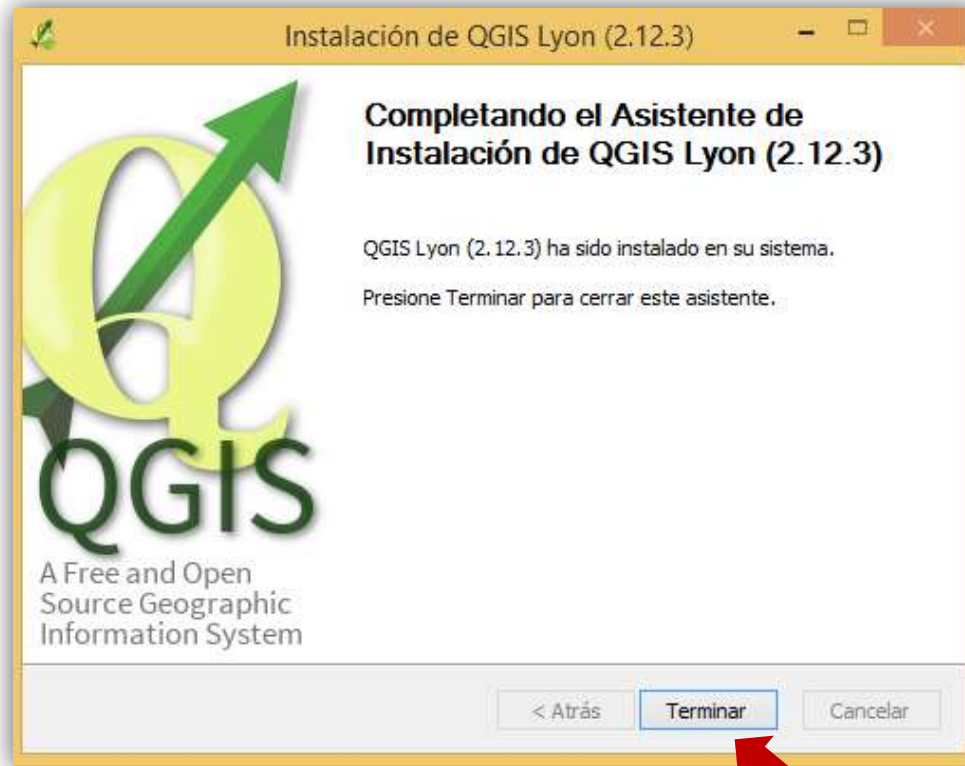 Instalación de QGIS Lyon (2.12.3)
Completando el Asistente de
Instalación de QGIS Lyon (2.12.3)
QGIS Lyon (2.12.3) ha sido instalado en su sistema.
Presione Terminar para cerrar este asistente.
QGIS
A Free and Open
Source Geographic
Information System
< Atrás
Terminar
Cancelar